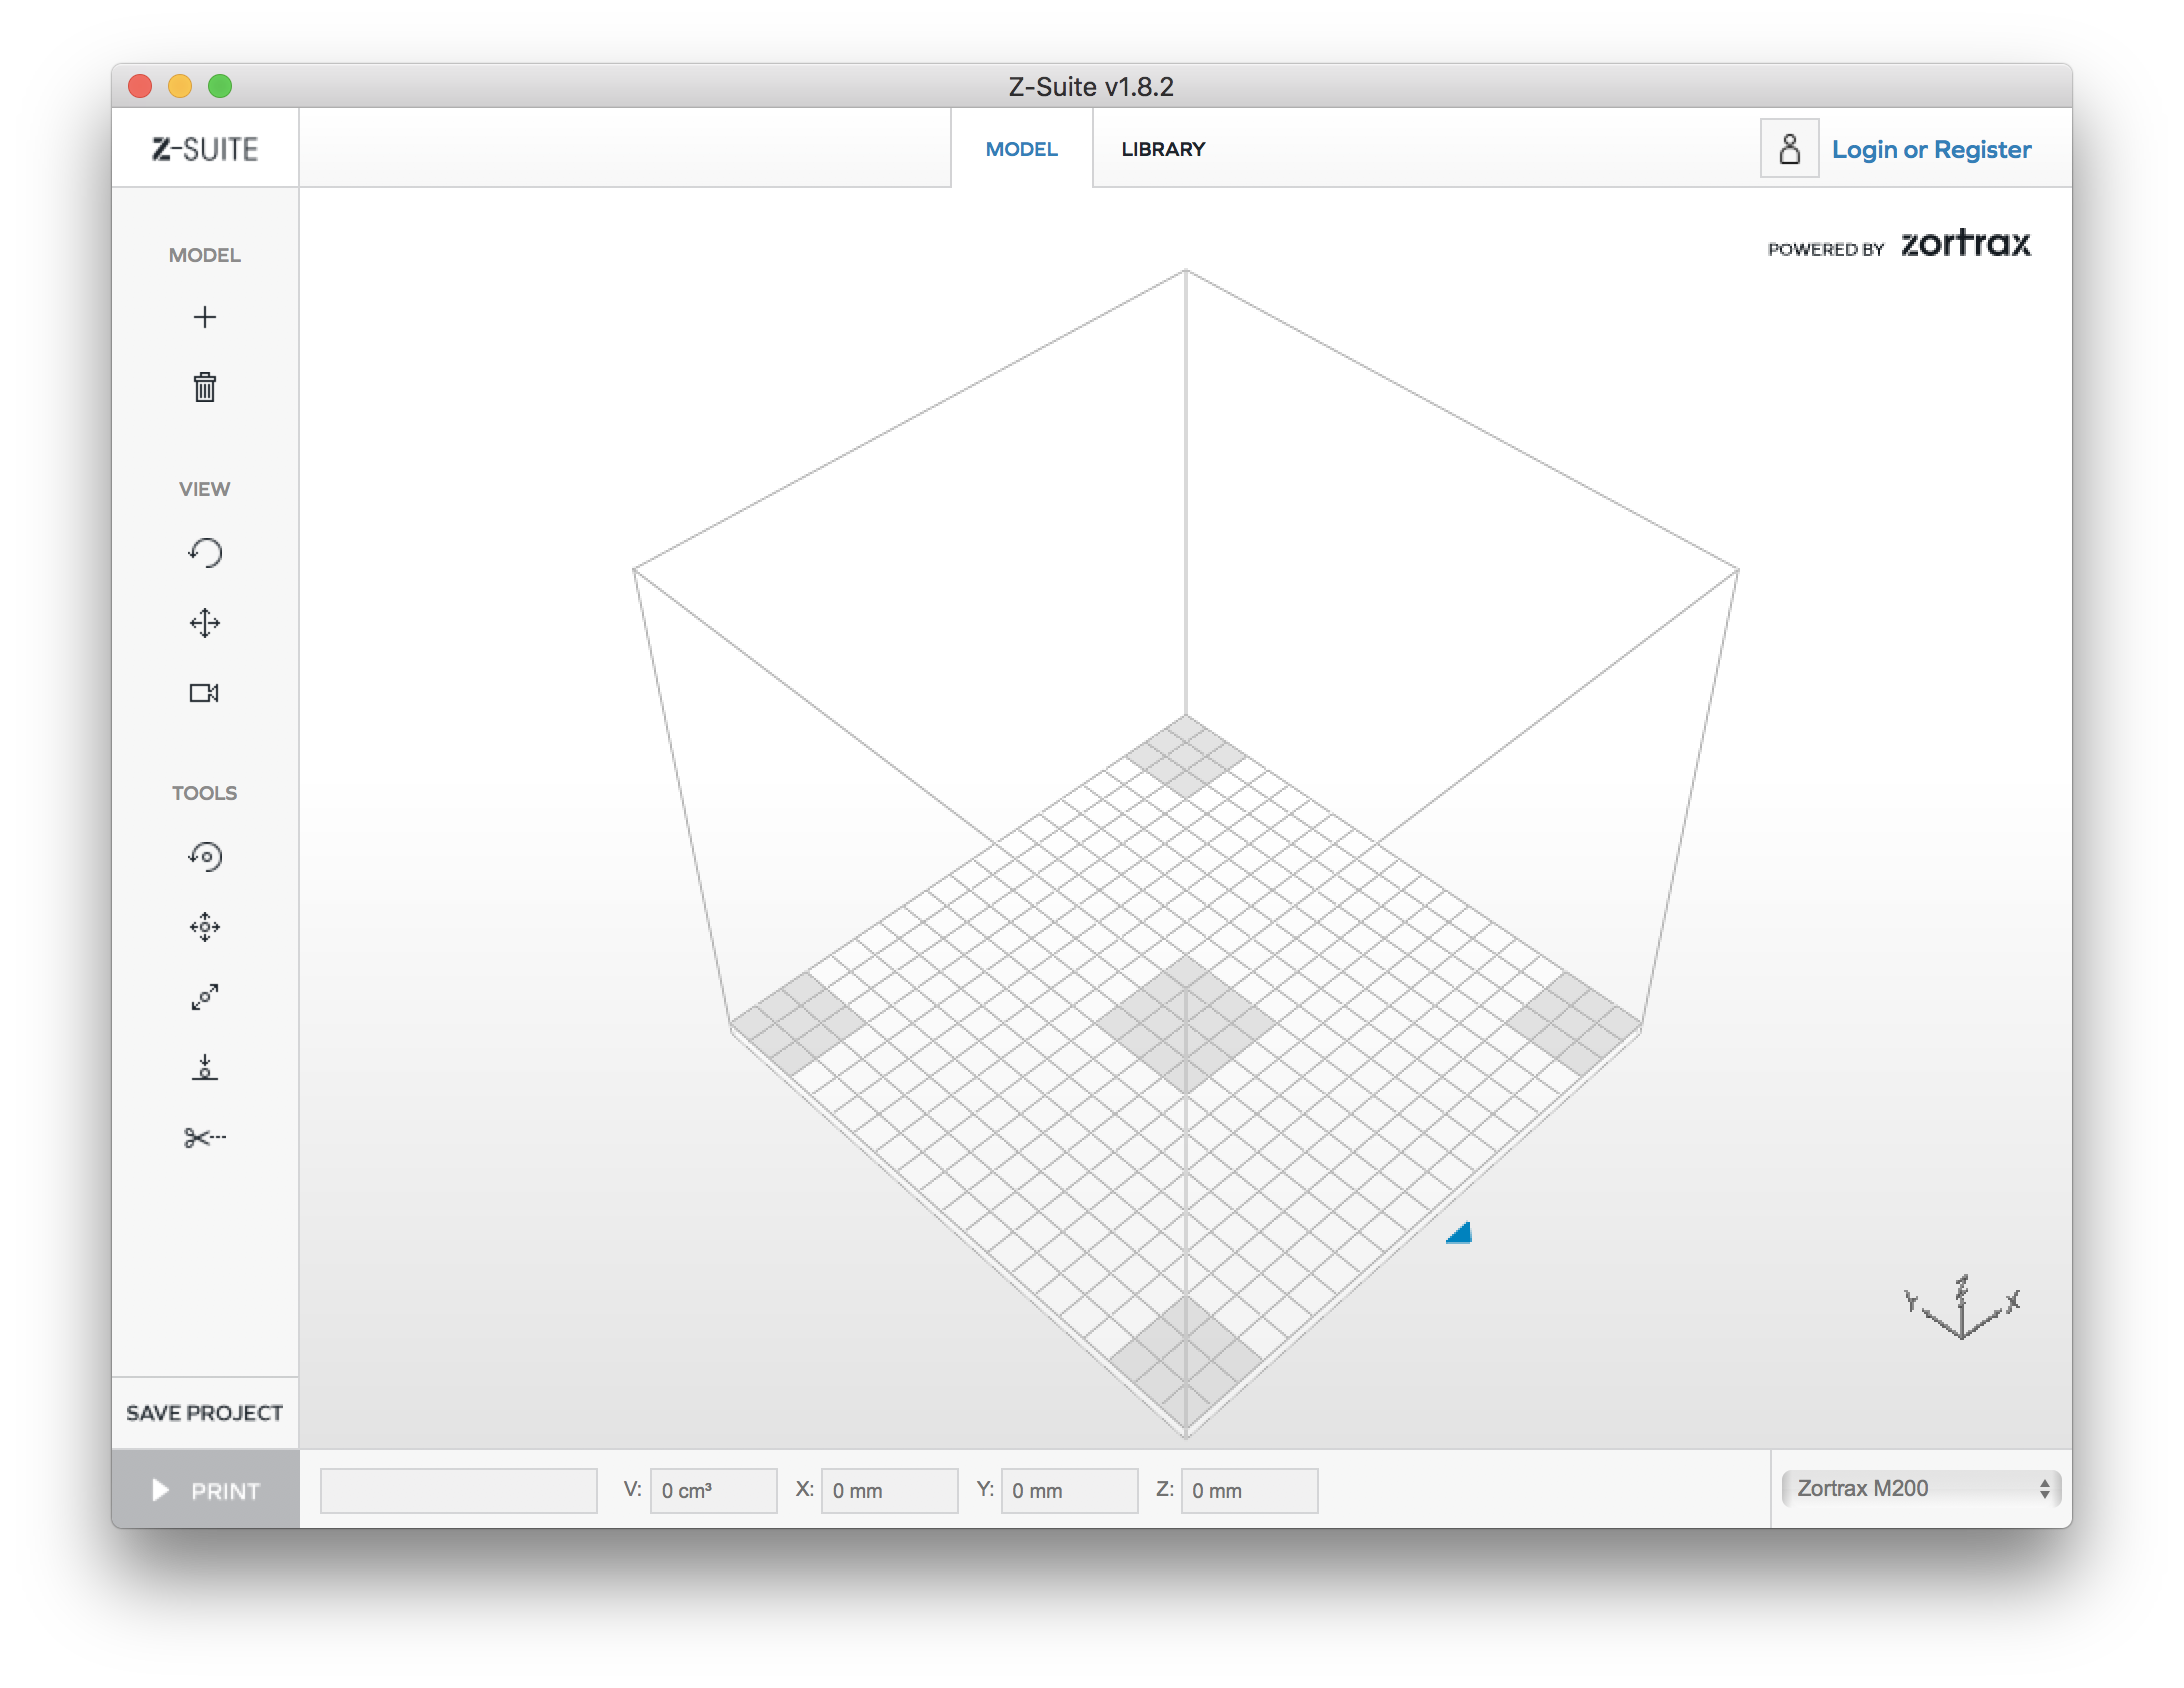 Z-Suite v1.8.2
Z-SUITE
MODEL
LIBRARY
Login or Register
POWERED BY zortrax
MODEL
VIEW
TOOLS
Y Z X
SAVE PROJECT
PRINT
V: 0 cm³ X: 0 mm Y: 0 mm Z: 0 mm
Zortrax M200